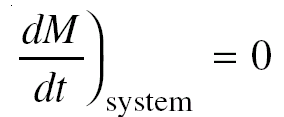 dM/dt)system = 0